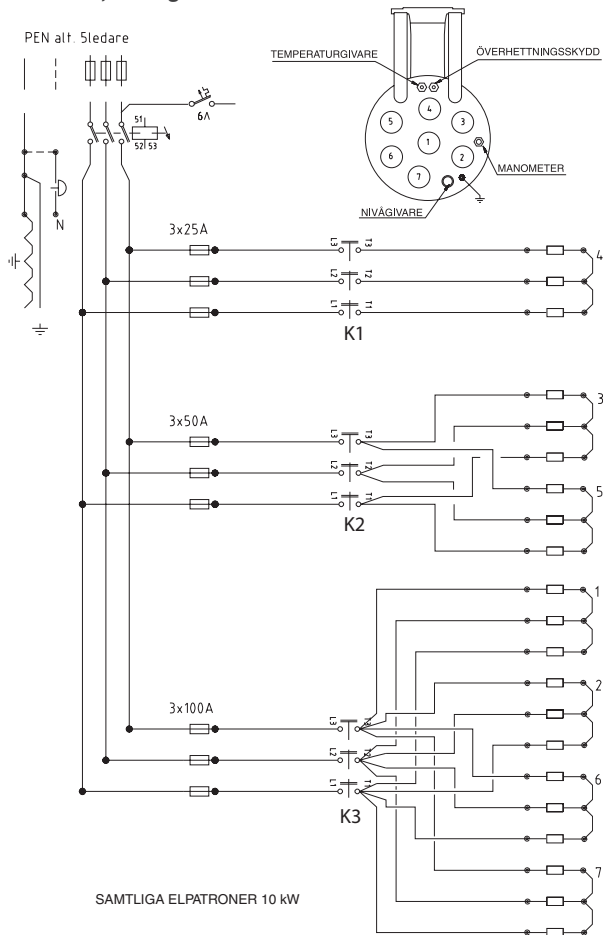 PEN alt. 5ledare
TEMPERATURGIVARE
ÖVERHETTNINGSSKYDD
4
5
3
1
6
2
7
MANOMETER
NIVÅGIVARE
6A
51
52 53
N
3x25A
L3 T3
L2 T2
L1 T1
4
K1
3x50A
L3 T3
L2 T2
L1 T1
3
5
K2
3x100A
L3 T3
L2 T2
L1 T1
1
2
6
7
K3
SAMTLIGA ELPATRONER 10 kW